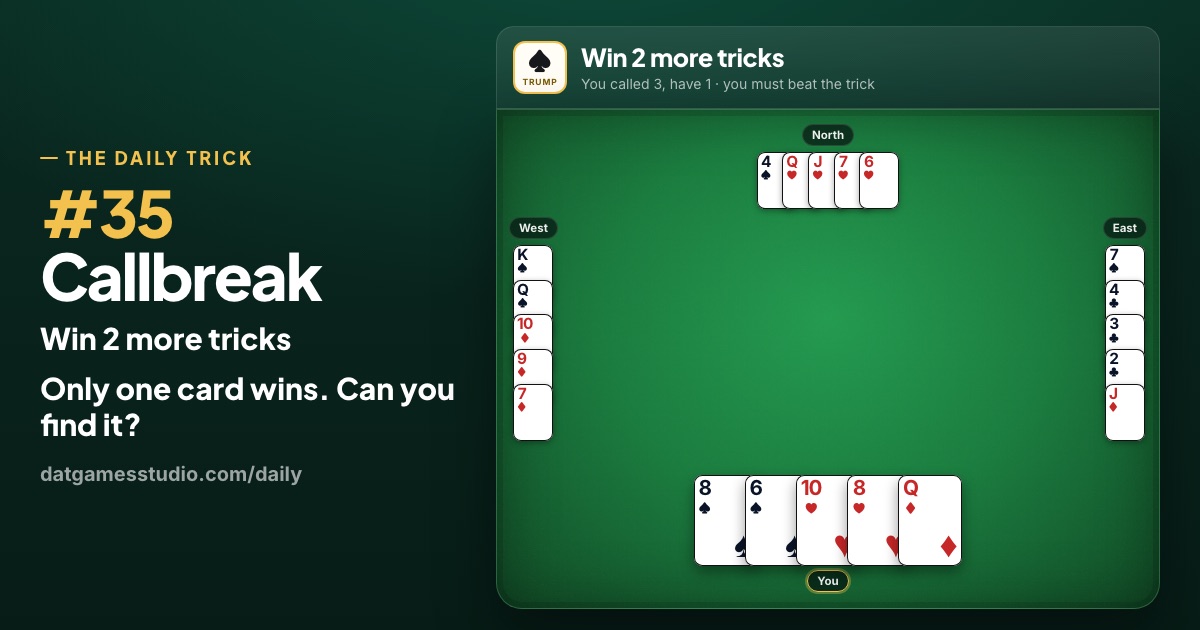 — THE DAILY TRICK
#35
Callbreak
Win 2 more tricks
Only one card wins. Can you
find it?
datgamesstudio.com/daily
♠
TRUMP
Win 2 more tricks
You called 3, have 1 · you must beat the trick
North
4♠ Q♥ J♥ 7♥ 6♥
West
K♠
Q♠
10♦
9♦
7♦
East
7♠
4♣
3♣
2♣
J♦
8♠ 6♠ 10♥ 8♥ Q♦
You